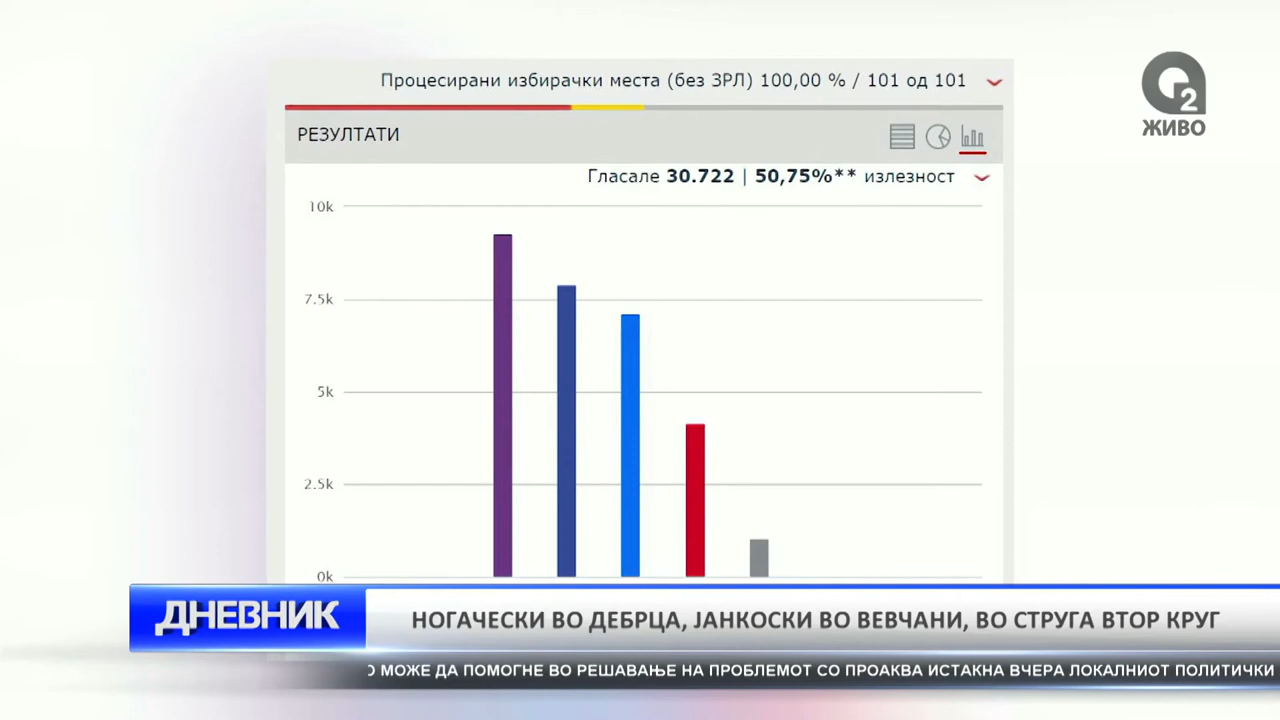 Процесирани избирачки места (без ЗРЛ) 100,00 % / 101 од 101
2
ЖИВО
РЕЗУЛТАТИ
Гласале 30.722 | 50,75%** излезност
10k
7.5k
5k
2.5k
0k
ДНЕВНИК
НОГАЧЕСКИ ВО ДЕБРЦА, ЈАНКОСКИ ВО ВЕВЧАНИ, ВО СТРУГА ВТОР КРУГ
О МОЖЕ ДА ПОМОГНЕ ВО РЕШАВАЊЕ НА ПРОБЛЕМОТ СО ПРОАКВА ИСТАКНА ВЧЕРА ЛОКАЛНИОТ ПОЛИТИЧКИ